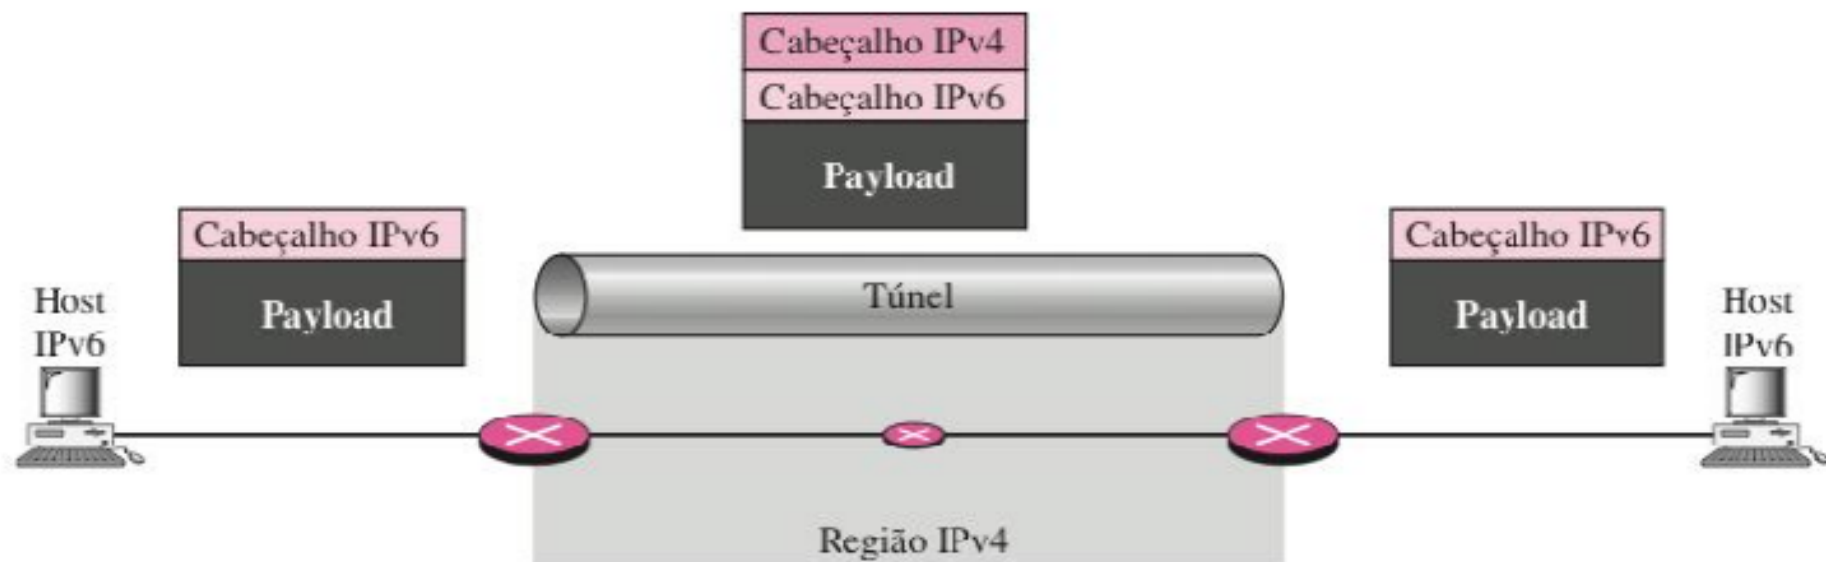 Cabeçalho IPv4
Cabeçalho IPv6
Payload
Cabeçalho IPv6
Payload
Host
IPv6
Túnel
Cabeçalho IPv6
Payload
Host
IPv6
Região IPv4